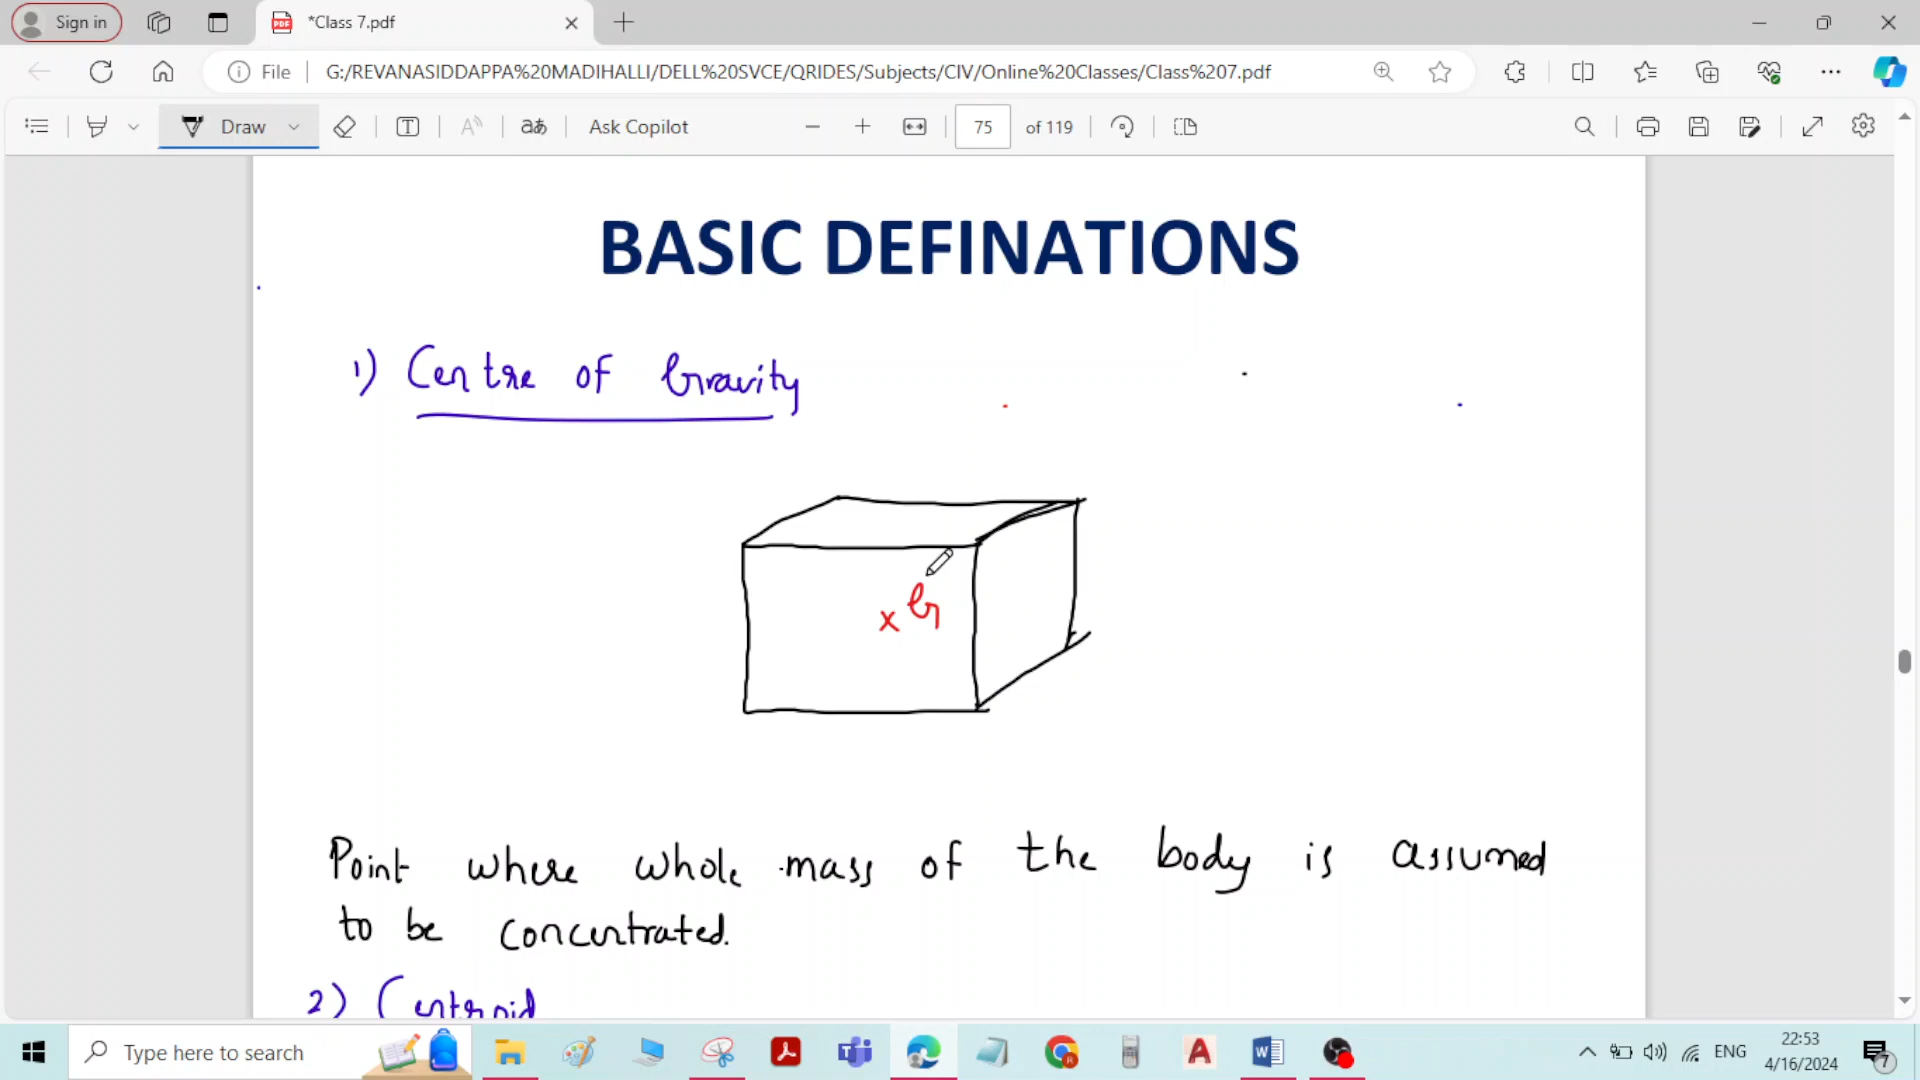 Sign in
*Class 7.pdf
File
G:/REVANASIDDAPPA%20MADIHALLI/DELL%20SVCE/QRIDES/Subjects/CIV/Online%20Classes/Class%207.pdf
Draw
Ask Copilot
75 of 119
BASIC DEFINATIONS
1) Centre of Gravity
x G
Point where whole mass of the body is assumed
to be concentrated.
2) Centroid
Type here to search
ENG
22:53
4/16/2024
7